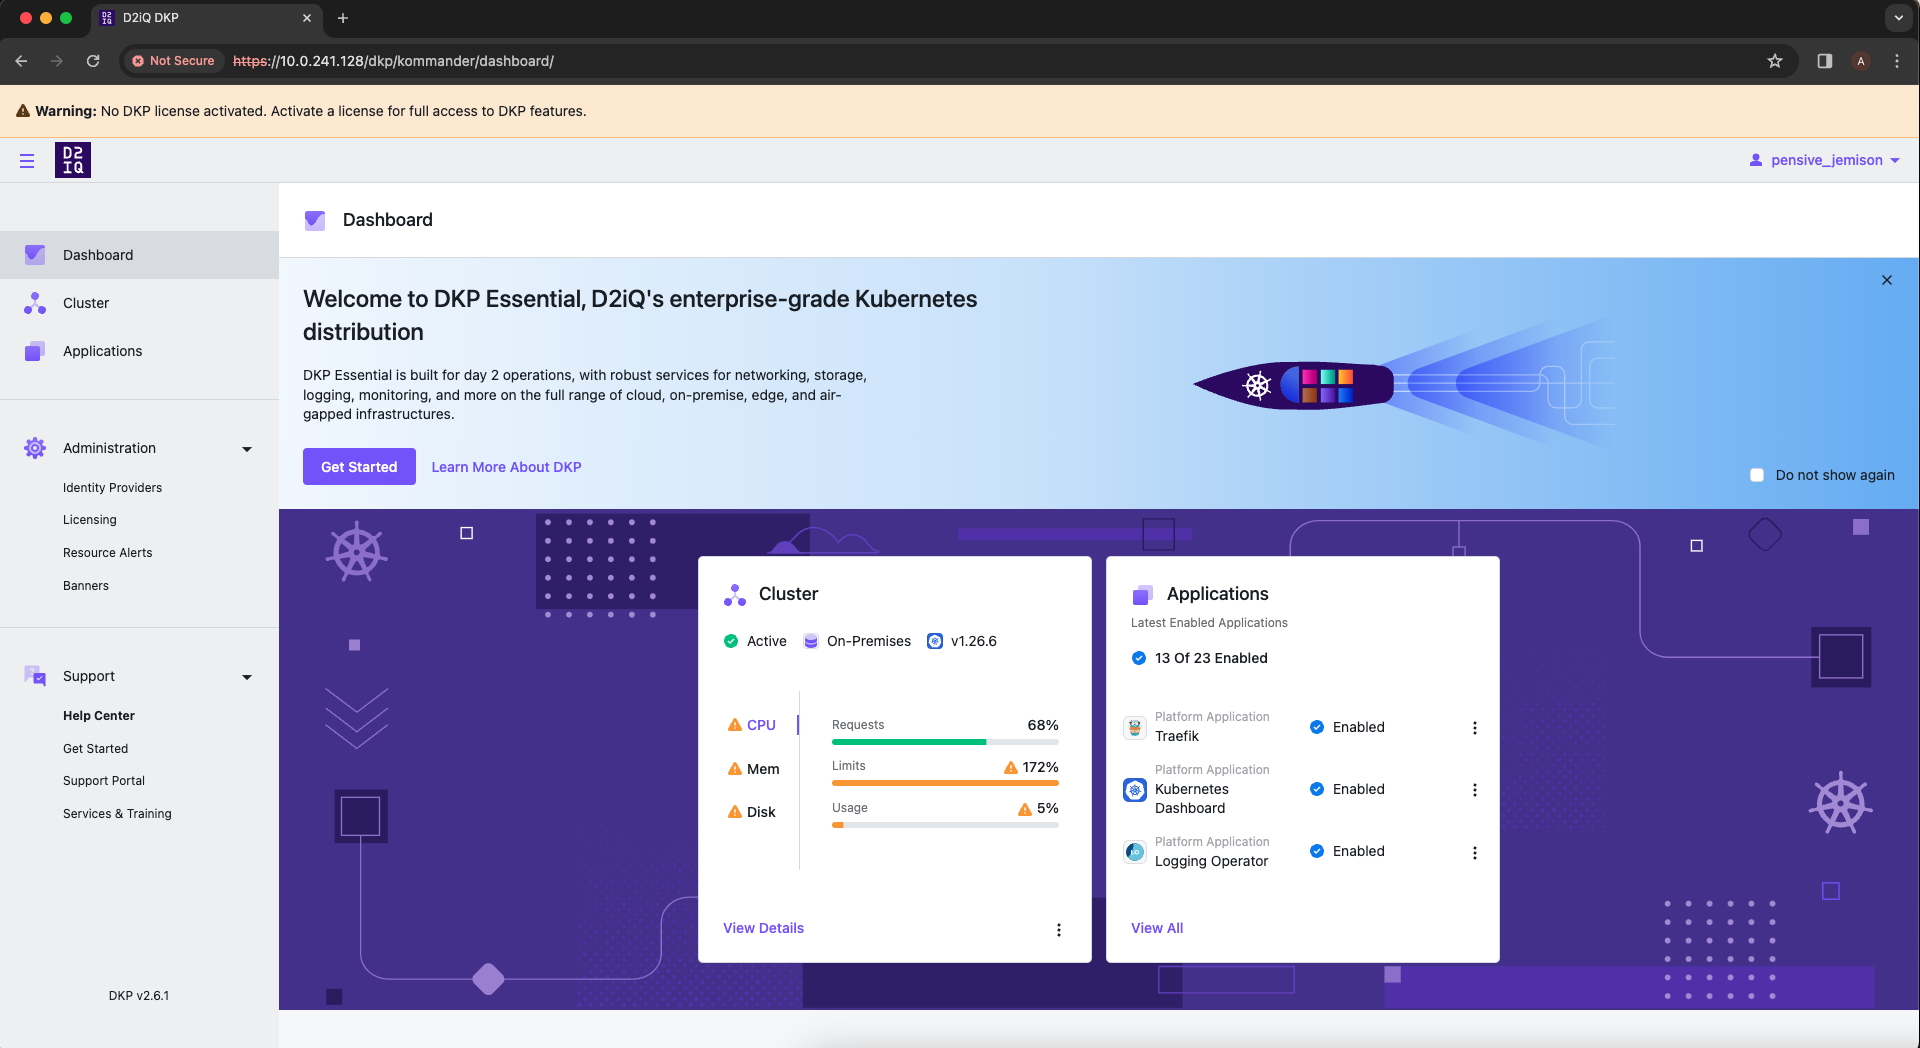 D2iQ DKP
Not Secure
https://10.0.241.128/dkp/kommander/dashboard/
A
Warning: No DKP license activated. Activate a license for full access to DKP features.
D2
IQ
pensive_jemison
Dashboard
Cluster
Applications
Administration
Identity Providers
Licensing
Resource Alerts
Banners
Support
Help Center
Get Started
Support Portal
Services & Training
DKP v2.6.1
Dashboard
Welcome to DKP Essential, D2iQ's enterprise-grade Kubernetes
distribution
DKP Essential is built for day 2 operations, with robust services for networking, storage,
logging, monitoring, and more on the full range of cloud, on-premise, edge, and air-
gapped infrastructures.
Get Started
Learn More About DKP
Do not show again
Cluster
Active
On-Premises
v1.26.6
CPU
Mem
Disk
Requests 68%
Limits 172%
Usage 5%
View Details
Applications
Latest Enabled Applications
13 Of 23 Enabled
Platform Application
Traefik
Enabled
Platform Application
Kubernetes
Dashboard
Enabled
Platform Application
Logging Operator
Enabled
View All